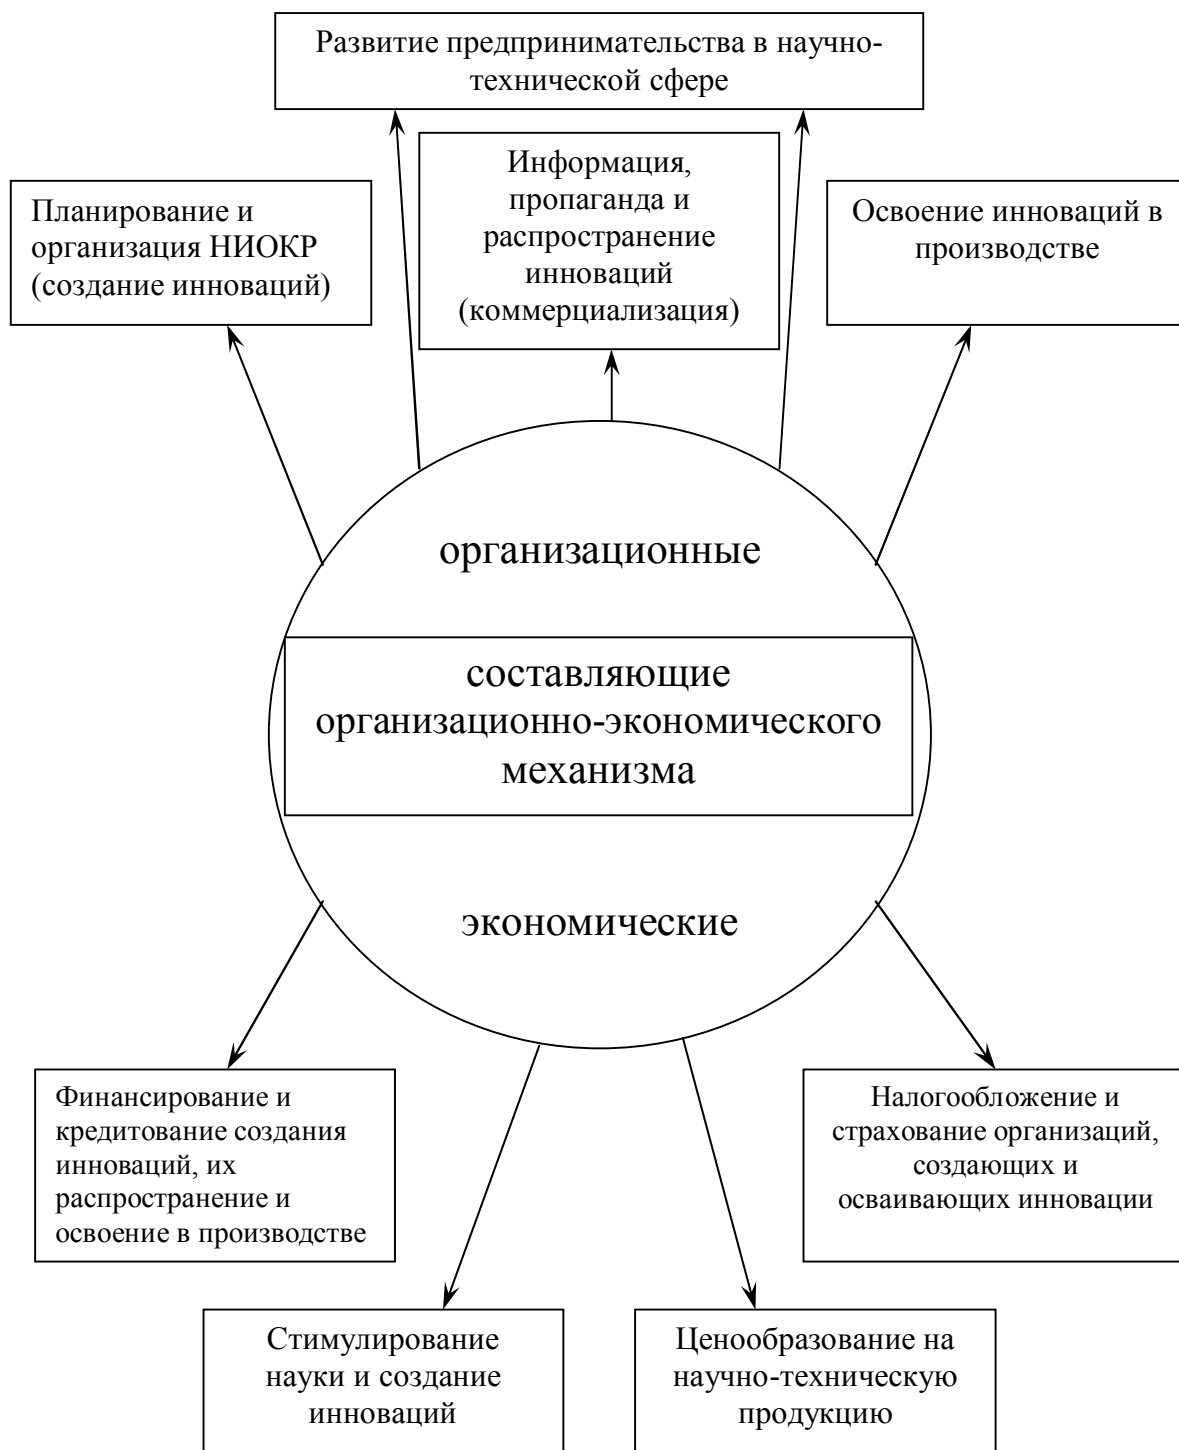 Развитие предпринимательства в научно-
технической сфере
Информация,
пропаганда и
распространение
инноваций
(коммерциализация)
Планирование и
организация НИОКР
(создание инноваций)
Освоение инноваций в
производстве
организационные
составляющие
организационно-экономического
механизма
экономические
Финансирование и
кредитование создания
инноваций, их
распространение и
освоение в производстве
Налогообложение и
страхование организаций,
создающих и
осваивающих инновации
Стимулирование
науки и создание
инноваций
Ценообразование на
научно-техническую
продукцию